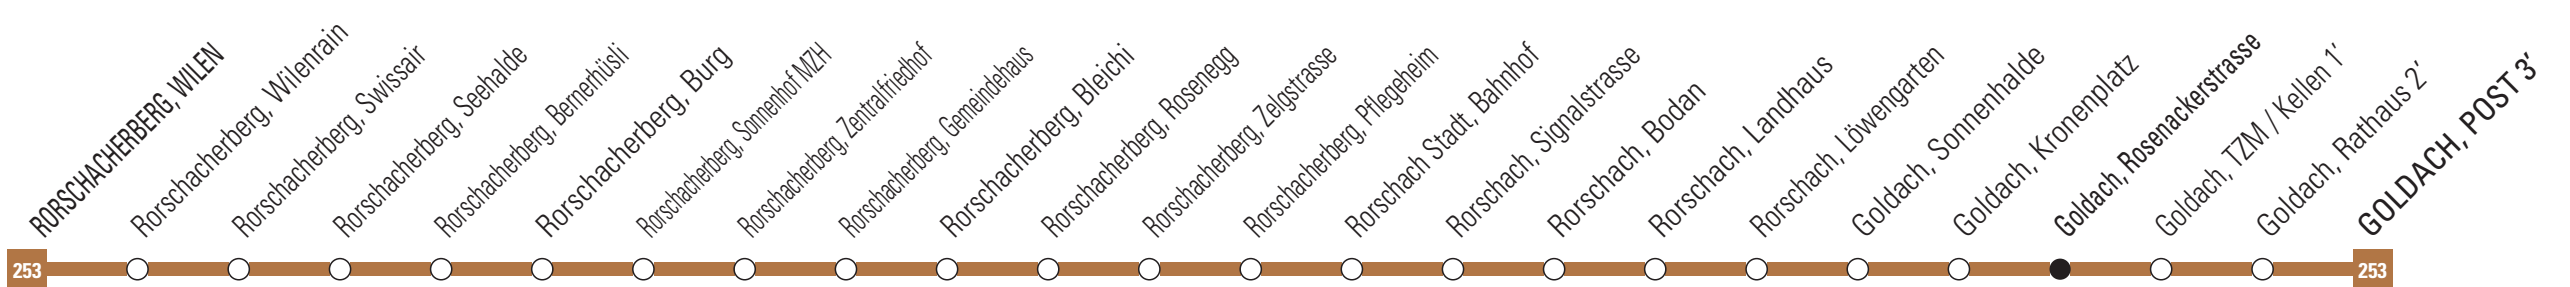 RORSCHACHERBERG, WILEN
Rorschacherberg, Wilenrain
Rorschacherberg, Swissair
Rorschacherberg, Seehalde
Rorschacherberg, Bernerhüsli
Rorschacherberg, Burg
Rorschacherberg, Sonnenhof MZH
Rorschacherberg, Zentralfriedhof
Rorschacherberg, Gemeindehaus
Rorschacherberg, Bleichi
Rorschacherberg, Rosenegg
Rorschacherberg, Zelgstrasse
Rorschacherberg, Pflegeheim
Rorschach Stadt, Bahnhof
Rorschach, Signalstrasse
Rorschach, Bodan
Rorschach, Landhaus
Rorschach, Löwengarten
Goldach, Sonnenhalde
Goldach, Kronenplatz
Goldach, Rosenackerstrasse
Goldach, TZM / Kellen 1′
Goldach, Rathaus 2′
GOLDACH, POST 3′
253
253